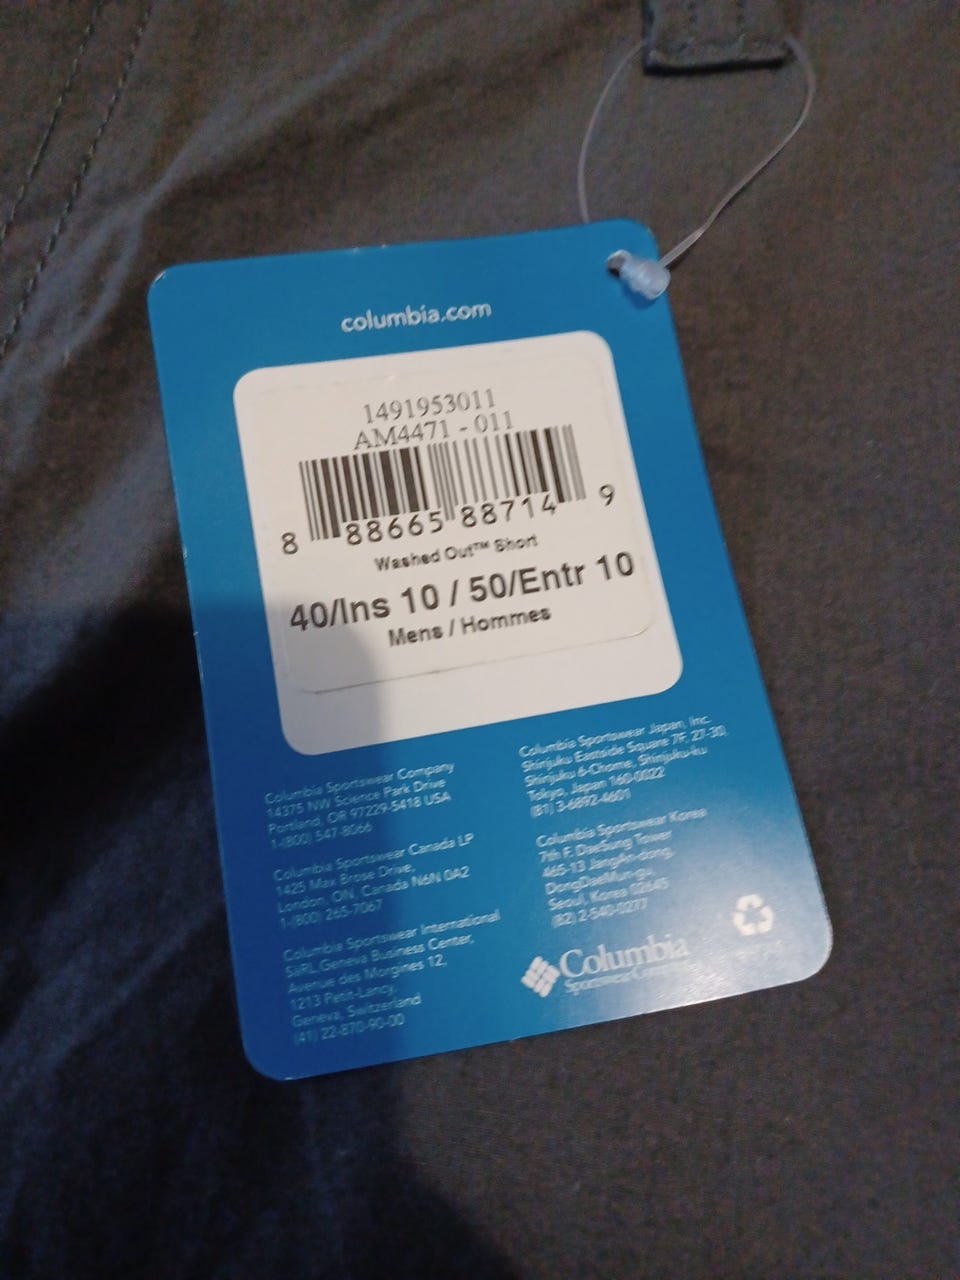 columbia.com
1491953011
AM4471 - 011
8 88665 88714 9
Washed Out™ Short
40/Ins 10 / 50/Entr 10
Mens / Hommes
Columbia Sportswear Company
14375 NW Science Park Drive
Portland, OR 97229-5418 USA
1-(800) 547-8066
Columbia Sportswear Canada LP
1425 Max Brose Drive,
London, ON, Canada N6N 0A2
1-(800) 265-7067
Columbia Sportswear International
SáRL Geneva Business Center,
Avenue des Morgines 12,
1213 Petit-Lancy,
Geneva, Switzerland
(41) 22-870-90-00
Columbia Sportswear Japan, Inc.
Shinjuku Eastside Square 7F, 27-30,
Shinjuku 6-Chome, Shinjuku-ku
Tokyo, Japan 160-0022
(81) 3-6892-4601
Columbia Sportswear Korea
7th F. DaeSung Tower
465-13 JangAn-dong,
DongDaeMun-gu
Seoul, Korea 02645
(82) 2-540-0277
Columbia
Sportswear Company